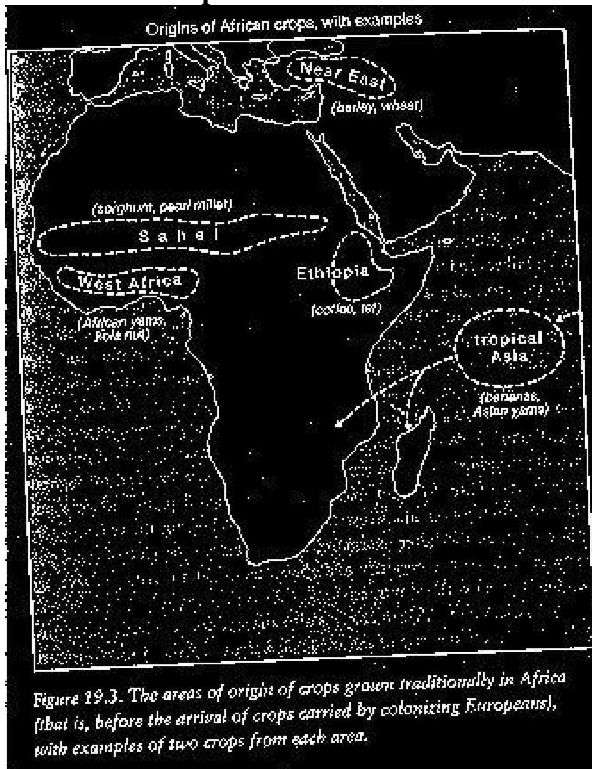 Origins of African crops, with examples
Near East
(barley, wheat)
(sorghum, pearl millet)
Sahel
West Africa
(African yams,
kola nut)
Ethiopia
(coffee, tef)
tropical
Asia
(bananas,
Asian yams)
Figure 19.3. The areas of origin of crops grown traditionally in Africa
(that is, before the arrival of crops carried by colonizing Europeans),
with examples of two crops from each area.